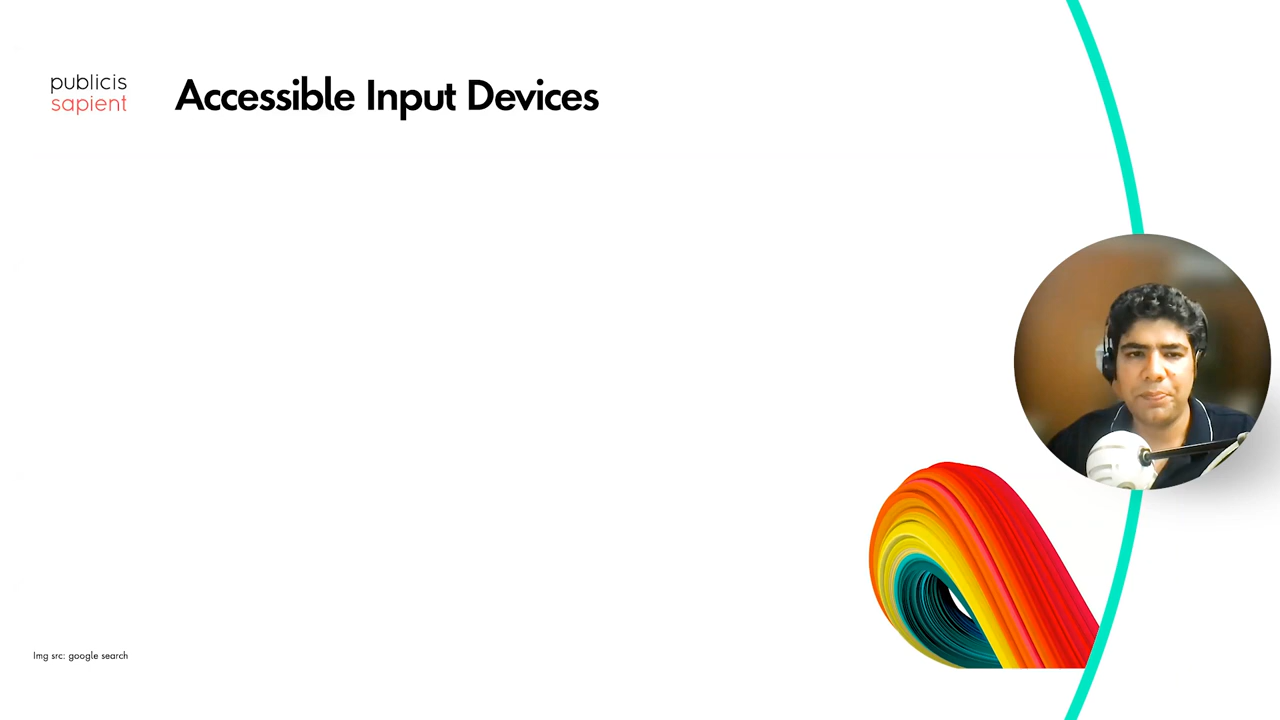 publicis
sapient
Accessible Input Devices
Img src: google search